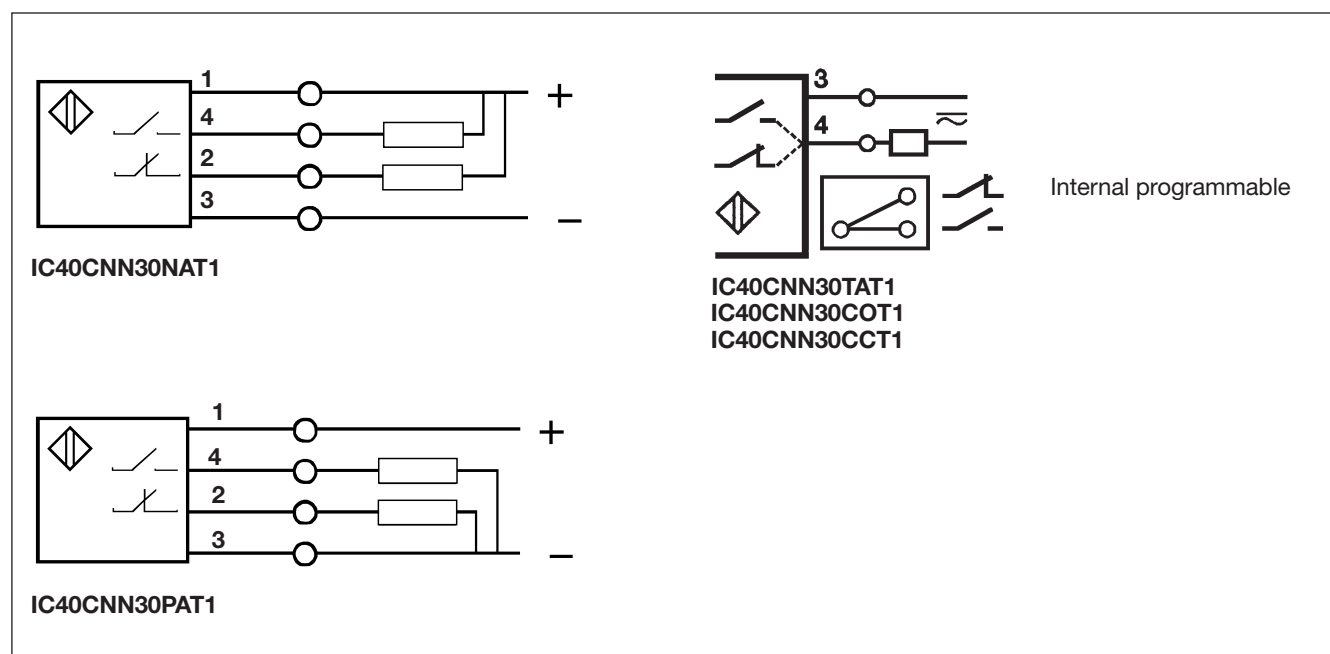 1
+
4
2
3
−
IC40CNN30NAT1
3
4
Internal programmable
IC40CNN30TAT1
IC40CNN30COT1
IC40CNN30CCT1
1
+
4
2
3
−
IC40CNN30PAT1